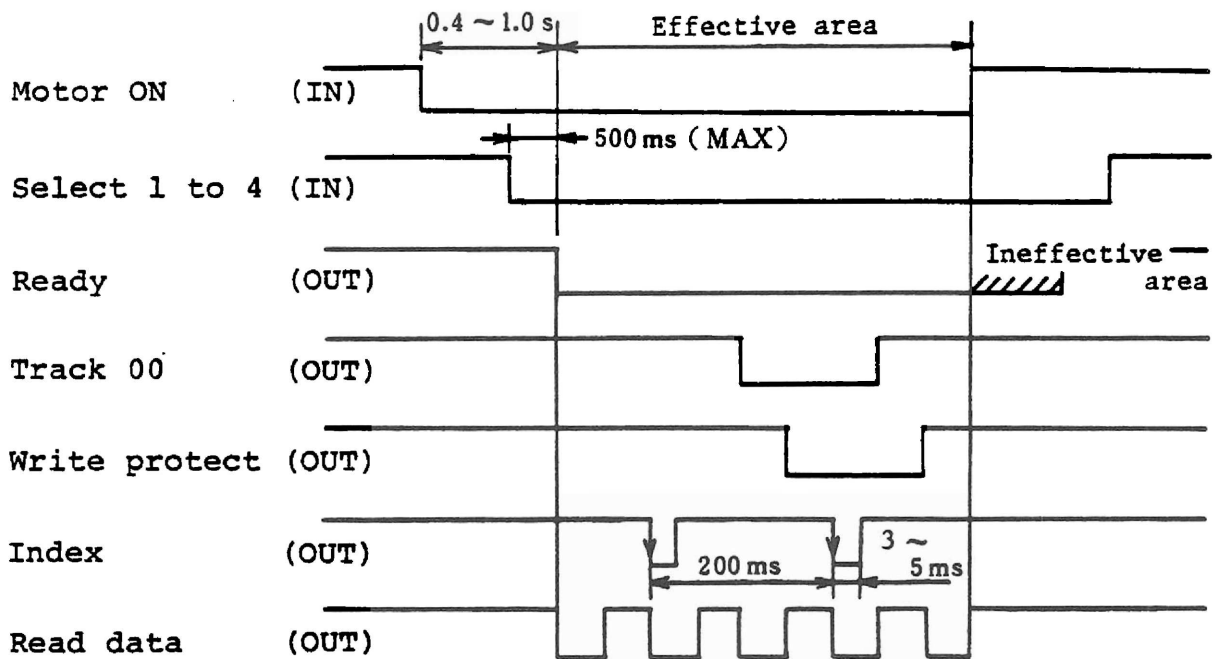 0.4 ~ 1.0 s Effective area
Motor ON (IN)
500 ms (MAX)
Select 1 to 4 (IN)
Ineffective
Ready (OUT) area
Track 00 (OUT)
Write protect (OUT)
3 ~
Index (OUT) 200 ms 5 ms
Read data (OUT)